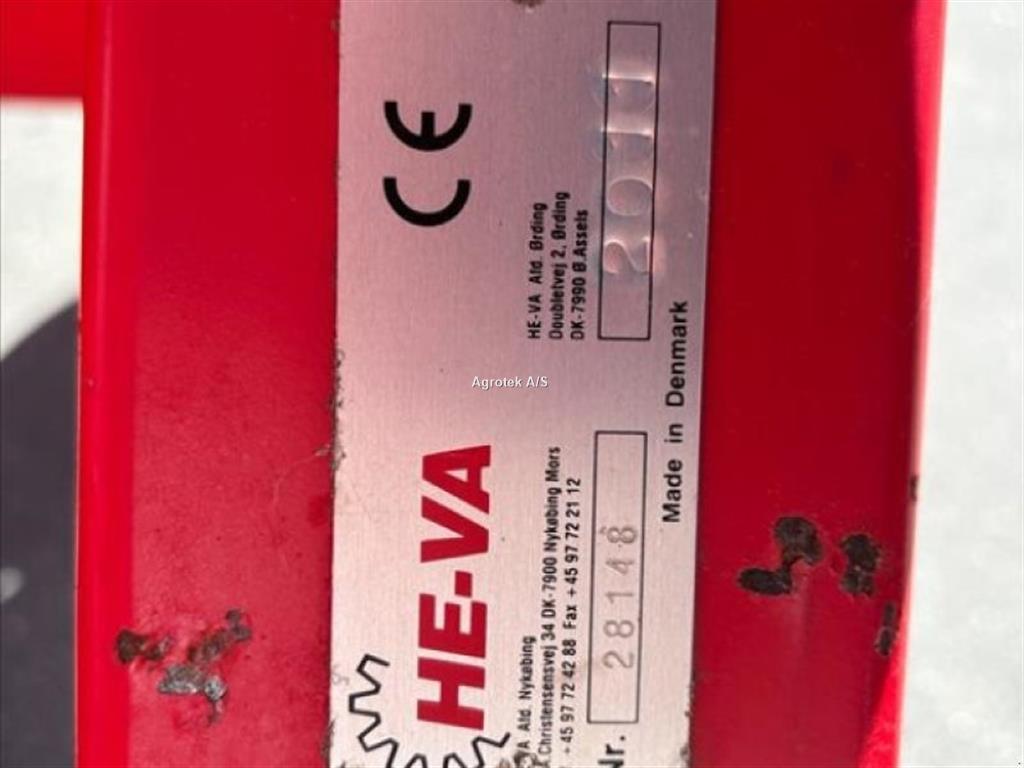 HE-VA
CE
VA Afd. Nykøbing
Christensensvej 34 DK-7900 Nykøbing Mors
+45 97 72 42 88 Fax +45 97 72 21 12
HE-VA Afd. Ørding
Doubletvej 2, Ørding
DK-7990 Ø.Assels
Nr. 28148
2010
Made in Denmark
Agrotek A/S